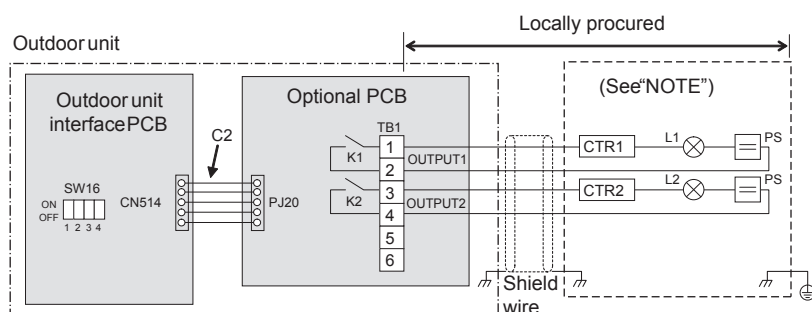 Locally procured
Outdoor unit
Outdoor unit
interface PCB
C2
Optional PCB
(See "NOTE")
TB1
1
K1
OUTPUT1
2
CTR1
L1
PS
3
K2
OUTPUT2
4
CTR2
L2
PS
5
6
SW16
ON
OFF
1 2 3 4
CN514
PJ20
Shield
wire